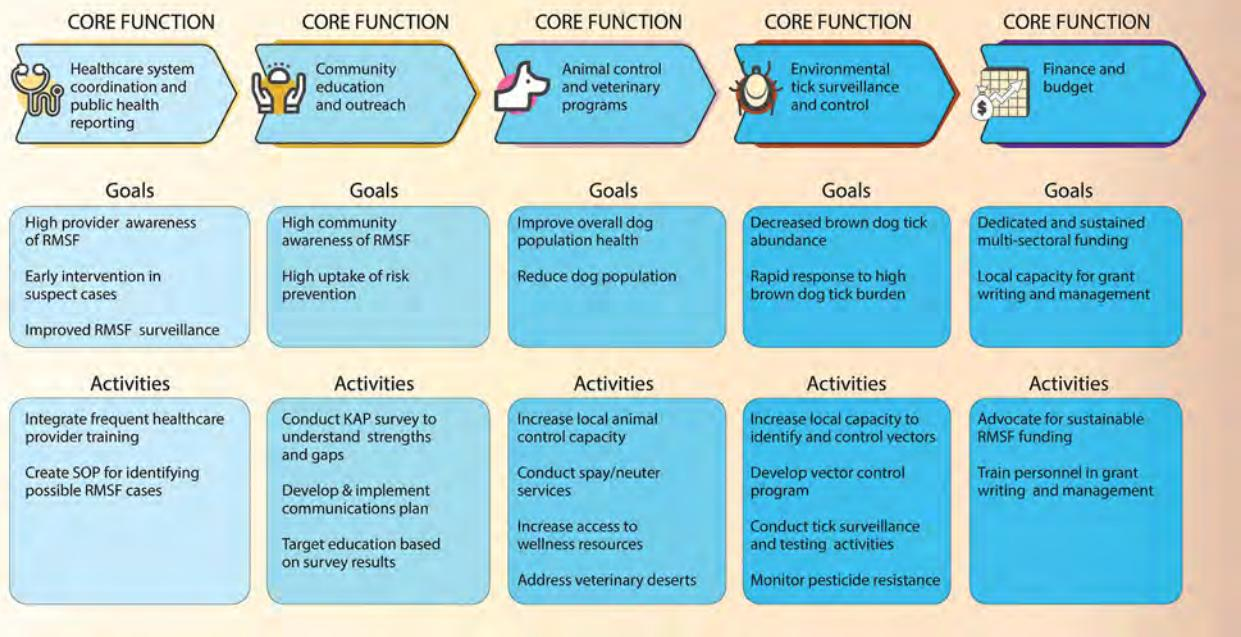 CORE FUNCTION
Healthcare system
coordination and
public health
reporting
Goals
High provider awareness
of RMSF
Early intervention in
suspect cases
Improved RMSF surveillance
Activities
Integrate frequent healthcare
provider training
Create SOP for identifying
possible RMSF cases
CORE FUNCTION
Community
education
and outreach
Goals
High community
awareness of RMSF
High uptake of risk
prevention
Activities
Conduct KAP survey to
understand strengths
and gaps
Develop & implement
communications plan
Target education based
on survey results
CORE FUNCTION
Animal control
and veterinary
programs
Goals
Improve overall dog
population health
Reduce dog population
Activities
Increase local animal
control capacity
Conduct spay/neuter
services
Increase access to
wellness resources
Address veterinary deserts
CORE FUNCTION
Environmental
tick surveillance
and control
Goals
Decreased brown dog tick
abundance
Rapid response to high
brown dog tick burden
Activities
Increase local capacity to
identify and control vectors
Develop vector control
program
Conduct tick surveillance
and testing activities
Monitor pesticide resistance
CORE FUNCTION
$
Finance and
budget
Goals
Dedicated and sustained
multi-sectoral funding
Local capacity for grant
writing and management
Activities
Advocate for sustainable
RMSF funding
Train personnel in grant
writing and management